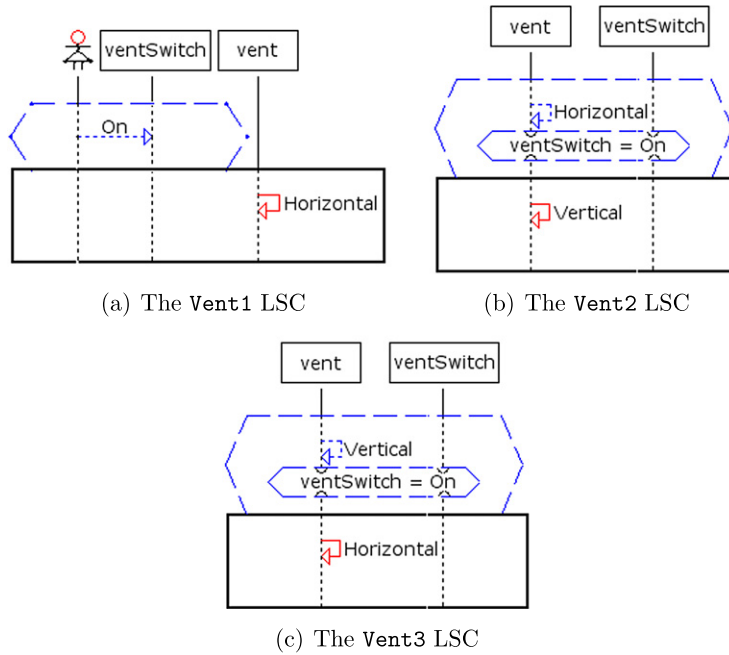 ventSwitch vent
On
Horizontal
(a) The Vent1 LSC
vent ventSwitch
Horizontal
ventSwitch = On
Vertical
(b) The Vent2 LSC
vent ventSwitch
Vertical
ventSwitch = On
Horizontal
(c) The Vent3 LSC